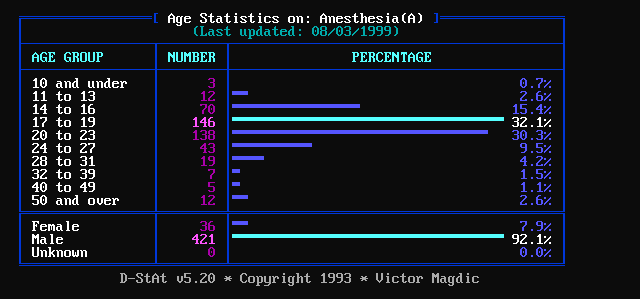 [ Age Statistics on: Anesthesia(A) ]
(Last updated: 08/03/1999)
AGE GROUP NUMBER PERCENTAGE
10 and under 3 0.7%
11 to 13 12 2.6%
14 to 16 70 15.4%
17 to 19 146 32.1%
20 to 23 138 30.3%
24 to 27 43 9.5%
28 to 31 19 4.2%
32 to 39 7 1.5%
40 to 49 5 1.1%
50 and over 12 2.6%
Female 36 7.9%
Male 421 92.1%
Unknown 0 0.0%
D-StAt v5.20 * Copyright 1993 * Victor Magdic